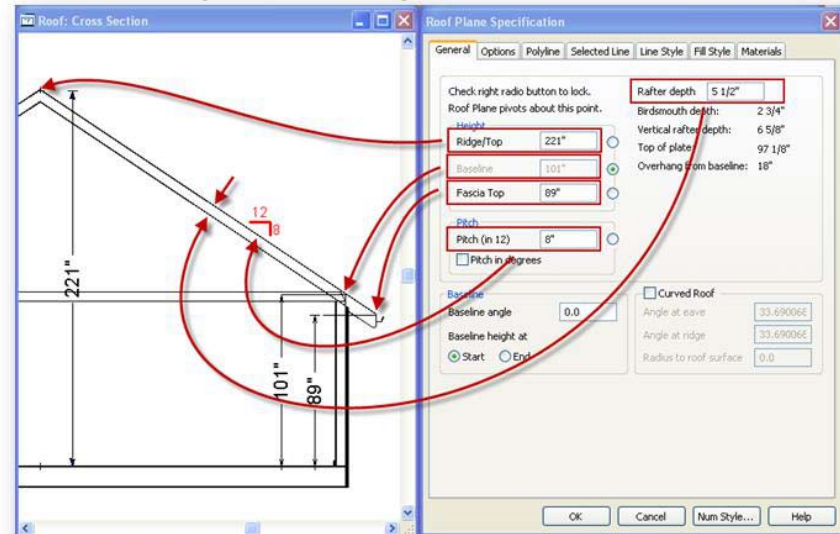 Roof: Cross Section
12
8
221"
101"
89"
Roof Plane Specification
General Options Polyline Selected Line Line Style Fill Style Materials
Check right radio button to lock.
Roof Plane pivots about this point.
Height
Ridge/Top 221"
Baseline 101"
Fascia Top 89"
Pitch
Pitch (in 12) 8"
Pitch in degrees
Rafter depth 5 1/2"
Birdsmouth depth: 2 3/4"
Vertical rafter depth: 6 5/8"
Top of plate: 97 1/8"
Overhang from baseline: 18"
Baseline
Baseline angle 0.0
Baseline height at
Start End
Curved Roof
Angle at eave 33.690068
Angle at ridge 33.690068
Radius to roof surface 0.0
OK Cancel Num Style... Help